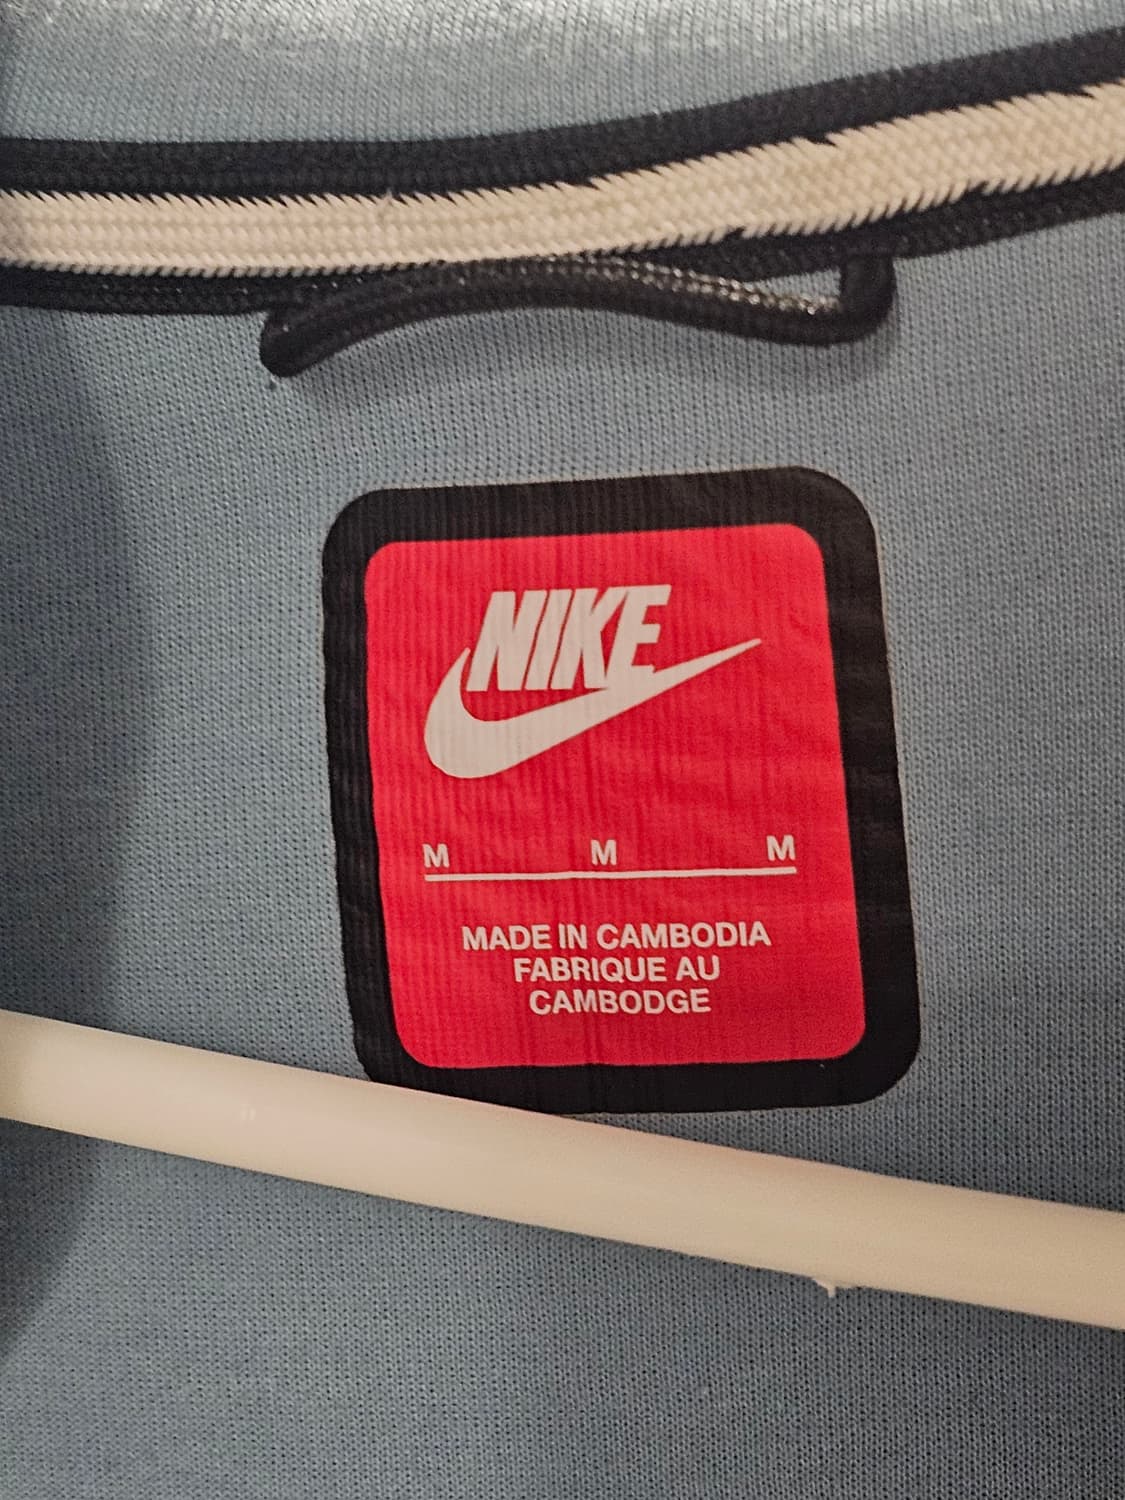 NIKE
M M M
MADE IN CAMBODIA
FABRIQUE AU
CAMBODGE